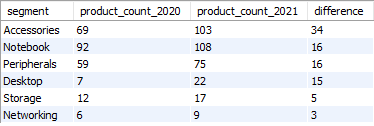 segment product_count_2020 product_count_2021 difference
Accessories 69 103 34
Notebook 92 108 16
Peripherals 59 75 16
Desktop 7 22 15
Storage 12 17 5
Networking 6 9 3